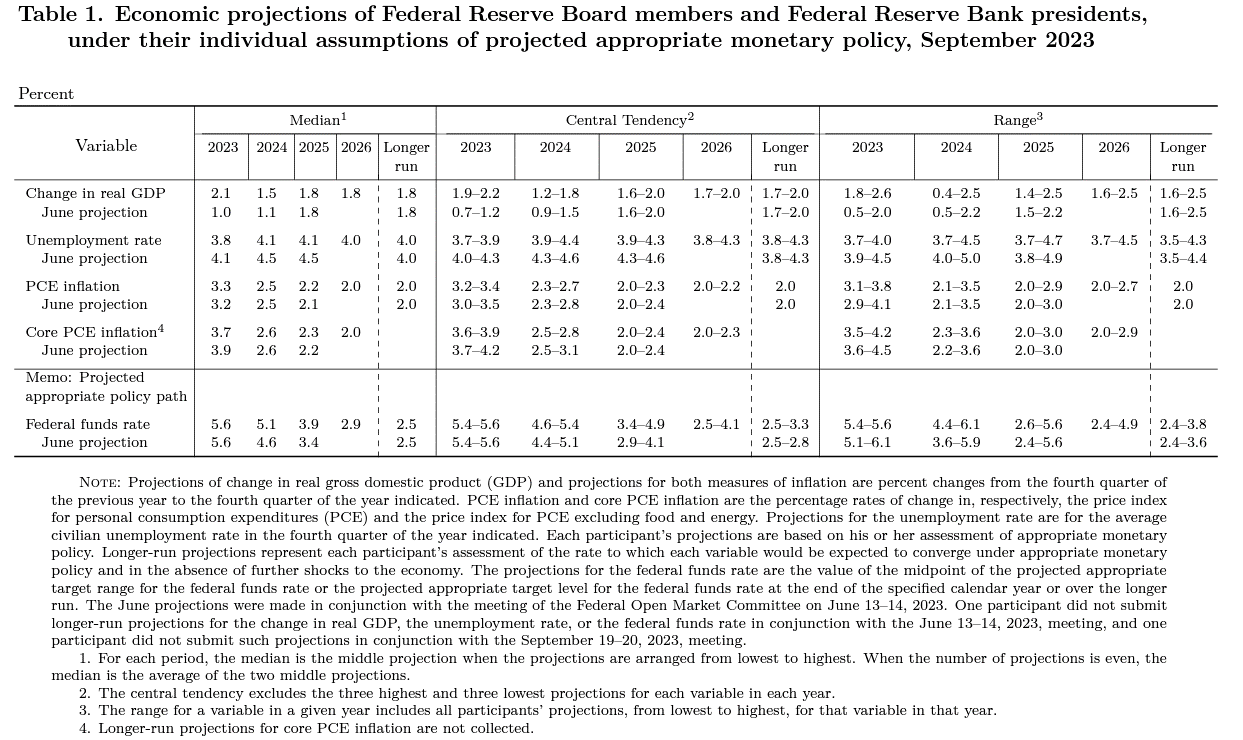 Table 1. Economic projections of Federal Reserve Board members and Federal Reserve Bank presidents,
under their individual assumptions of projected appropriate monetary policy, September 2023
Percent
Variable Median1 Central Tendency2 Range3
2023 2024 2025 2026 Longer run 2023 2024 2025 2026 Longer run 2023 2024 2025 2026 Longer run
Change in real GDP 2.1 1.5 1.8 1.8 1.8 1.9–2.2 1.2–1.8 1.6–2.0 1.7–2.0 1.7–2.0 1.8–2.6 0.4–2.5 1.4–2.5 1.6–2.5 1.6–2.5
June projection 1.0 1.1 1.8 1.8 0.7–1.2 0.9–1.5 1.6–2.0 1.7–2.0 0.5–2.0 0.5–2.2 1.5–2.2 1.6–2.5
Unemployment rate 3.8 4.1 4.1 4.0 4.0 3.7–3.9 3.9–4.4 3.9–4.3 3.8–4.3 3.8–4.3 3.7–4.0 3.7–4.5 3.7–4.7 3.7–4.5 3.5–4.3
June projection 4.1 4.5 4.5 4.0 4.0–4.3 4.3–4.6 4.3–4.6 3.8–4.3 3.9–4.5 4.0–5.0 3.8–4.9 3.5–4.4
PCE inflation 3.3 2.5 2.2 2.0 2.0 3.2–3.4 2.3–2.7 2.0–2.3 2.0–2.2 2.0 3.1–3.8 2.1–3.5 2.0–2.9 2.0–2.7 2.0
June projection 3.2 2.5 2.1 2.0 3.0–3.5 2.3–2.8 2.0–2.4 2.0 2.9–4.1 2.1–3.5 2.0–3.0 2.0
Core PCE inflation4 3.7 2.6 2.3 2.0 3.6–3.9 2.5–2.8 2.0–2.4 2.0–2.3 3.5–4.2 2.3–3.6 2.0–3.0 2.0–2.9
June projection 3.9 2.6 2.2 3.7–4.2 2.5–3.1 2.0–2.4 3.6–4.5 2.2–3.6 2.0–3.0
Memo: Projected
appropriate policy path
Federal funds rate 5.6 5.1 3.9 2.9 2.5 5.4–5.6 4.6–5.4 3.4–4.9 2.5–4.1 2.5–3.3 5.4–5.6 4.4–6.1 2.6–5.6 2.4–4.9 2.4–3.8
June projection 5.6 4.6 3.4 2.5 5.4–5.6 4.4–5.1 2.9–4.1 2.5–2.8 5.1–6.1 3.6–5.9 2.4–5.6 2.4–3.6
NOTE: Projections of change in real gross domestic product (GDP) and projections for both measures of inflation are percent changes from the fourth quarter of
the previous year to the fourth quarter of the year indicated. PCE inflation and core PCE inflation are the percentage rates of change in, respectively, the price index
for personal consumption expenditures (PCE) and the price index for PCE excluding food and energy. Projections for the unemployment rate are for the average
civilian unemployment rate in the fourth quarter of the year indicated. Each participant's projections are based on his or her assessment of appropriate monetary
policy. Longer-run projections represent each participant's assessment of the rate to which each variable would be expected to converge under appropriate monetary
policy and in the absence of further shocks to the economy. The projections for the federal funds rate are the value of the midpoint of the projected appropriate
target range for the federal funds rate or the projected appropriate target level for the federal funds rate at the end of the specified calendar year or over the longer
run. The June projections were made in conjunction with the meeting of the Federal Open Market Committee on June 13–14, 2023. One participant did not submit
longer-run projections for the change in real GDP, the unemployment rate, or the federal funds rate in conjunction with the June 13–14, 2023, meeting, and one
participant did not submit such projections in conjunction with the September 19–20, 2023, meeting.
1. For each period, the median is the middle projection when the projections are arranged from lowest to highest. When the number of projections is even, the
median is the average of the two middle projections.
2. The central tendency excludes the three highest and three lowest projections for each variable in each year.
3. The range for a variable in a given year includes all participants' projections, from lowest to highest, for that variable in that year.
4. Longer-run projections for core PCE inflation are not collected.